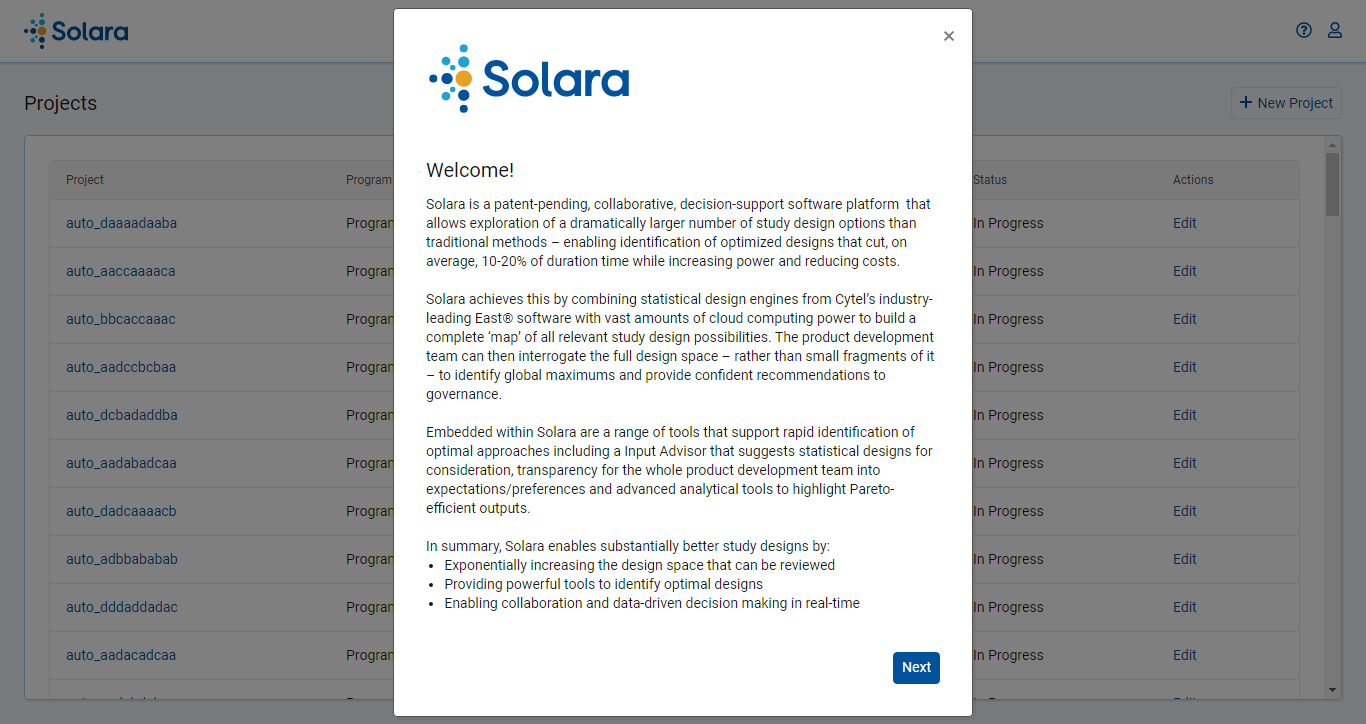 Solara
Projects
New Project
Project Program Status Actions
auto_daaaadaaba In Progress Edit
auto_aaccaaaaca In Progress Edit
auto_bbcaccaaac In Progress Edit
auto_aadccbcbaa In Progress Edit
auto_dcbadaddba In Progress Edit
auto_aadabadcaa In Progress Edit
auto_dadcaaaacb In Progress Edit
auto_adbbababab In Progress Edit
auto_dddaddadac In Progress Edit
auto_aadacadcaa In Progress Edit
Solara
Welcome!
Solara is a patent-pending, collaborative, decision-support software platform that
allows exploration of a dramatically larger number of study design options than
traditional methods – enabling identification of optimized designs that cut, on
average, 10-20% of duration time while increasing power and reducing costs.
Solara achieves this by combining statistical design engines from Cytel’s industry-
leading East® software with vast amounts of cloud computing power to build a
complete ‘map’ of all relevant study design possibilities. The product development
team can then interrogate the full design space – rather than small fragments of it
– to identify global maximums and provide confident recommendations to
governance.
Embedded within Solara are a range of tools that support rapid identification of
optimal approaches including a Input Advisor that suggests statistical designs for
consideration, transparency for the whole product development team into
expectations/preferences and advanced analytical tools to highlight Pareto-
efficient outputs.
In summary, Solara enables substantially better study designs by:
• Exponentially increasing the design space that can be reviewed
• Providing powerful tools to identify optimal designs
• Enabling collaboration and data-driven decision making in real-time
Next